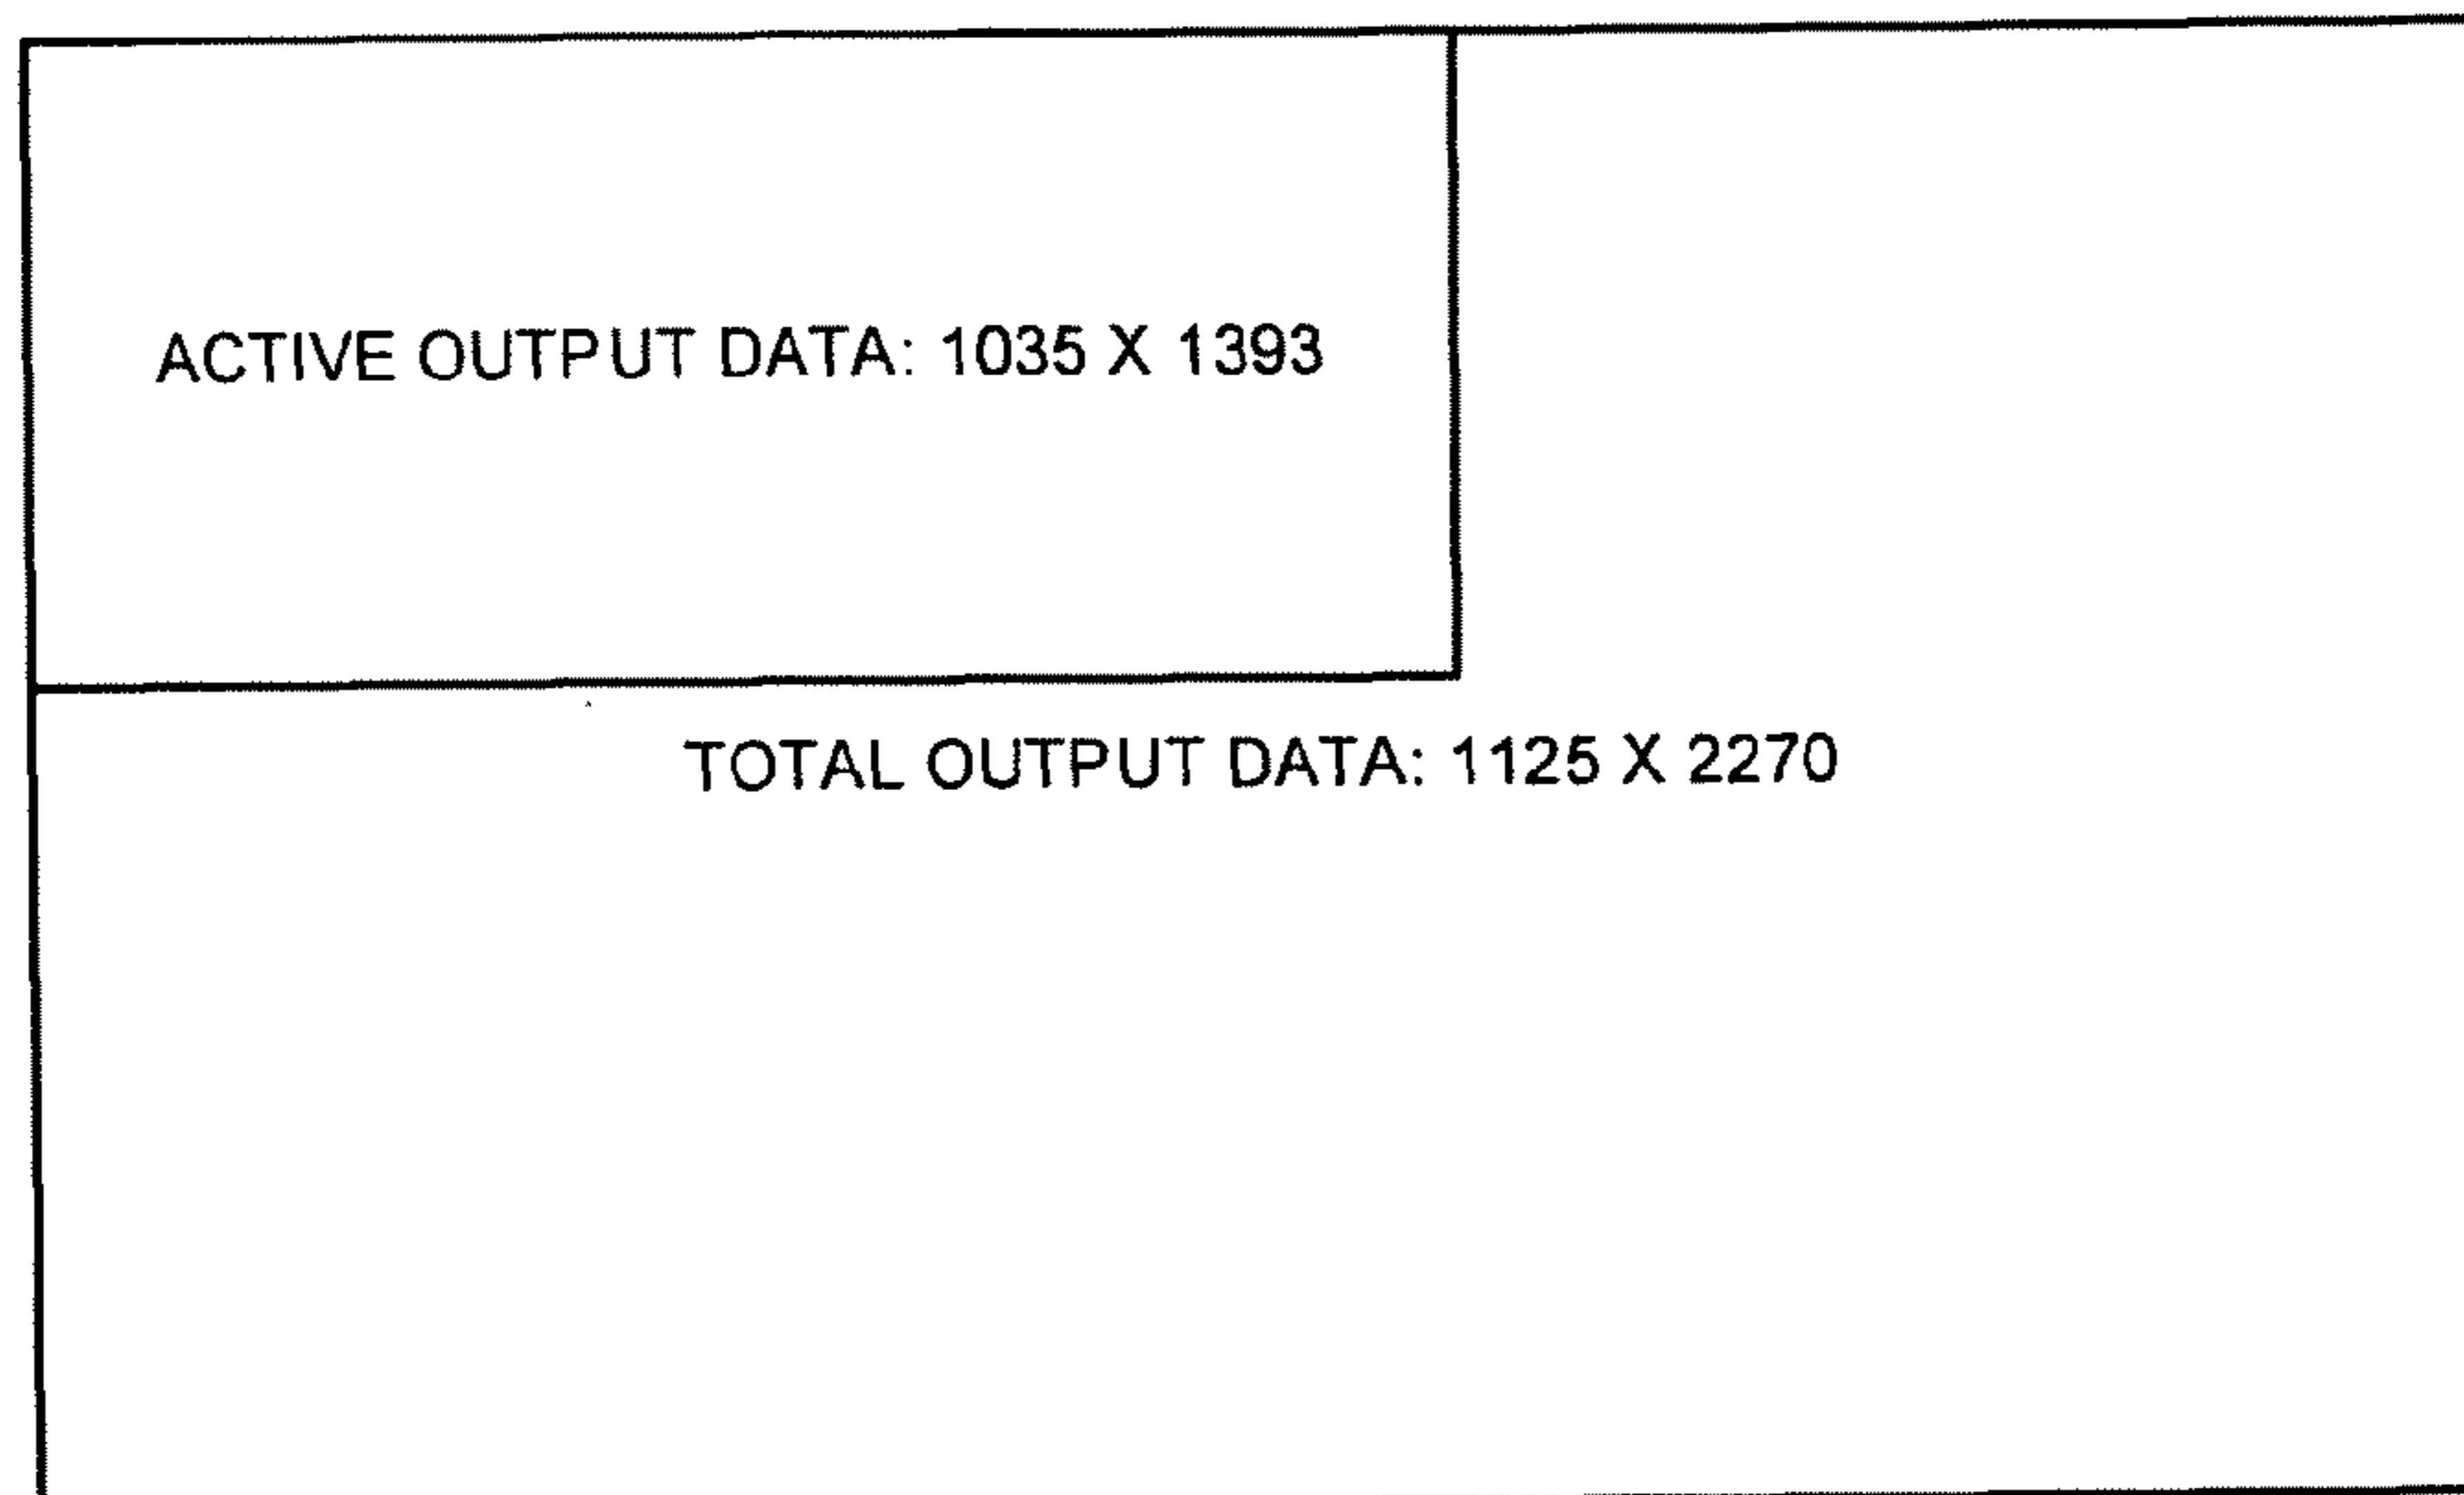 ACTIVE OUTPUT DATA: 1035 X 1393
TOTAL OUTPUT DATA: 1125 X 2270